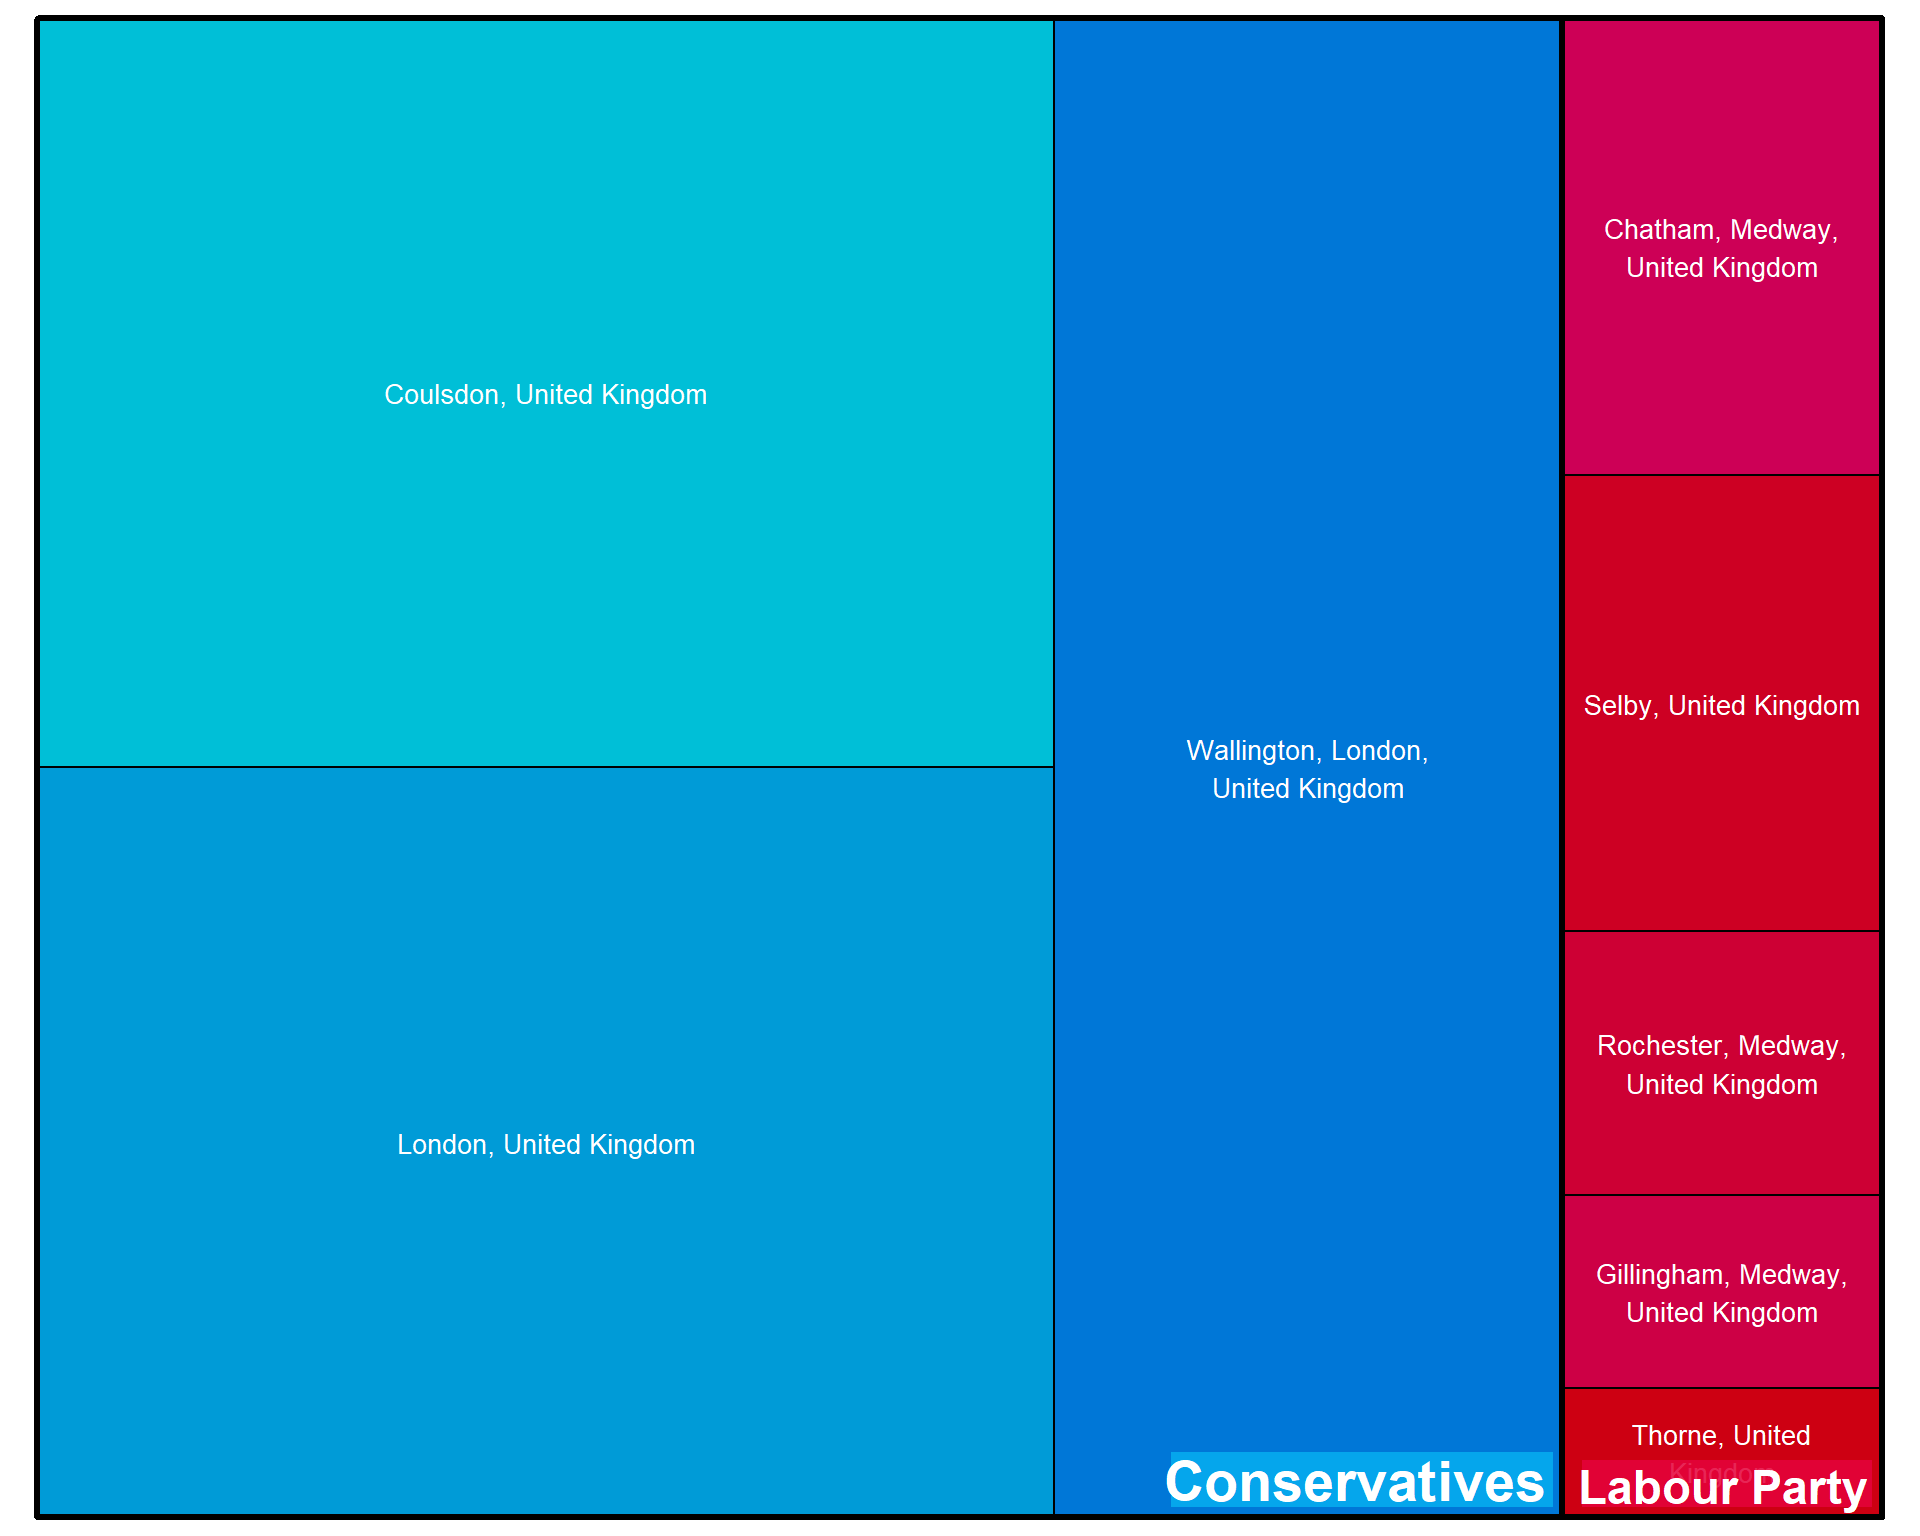 Coulsdon, United Kingdom
London, United Kingdom
Wallington, London,
United Kingdom
Conservatives
Chatham, Medway,
United Kingdom
Selby, United Kingdom
Rochester, Medway,
United Kingdom
Gillingham, Medway,
United Kingdom
Thorne, United
Kingdom
Labour Party